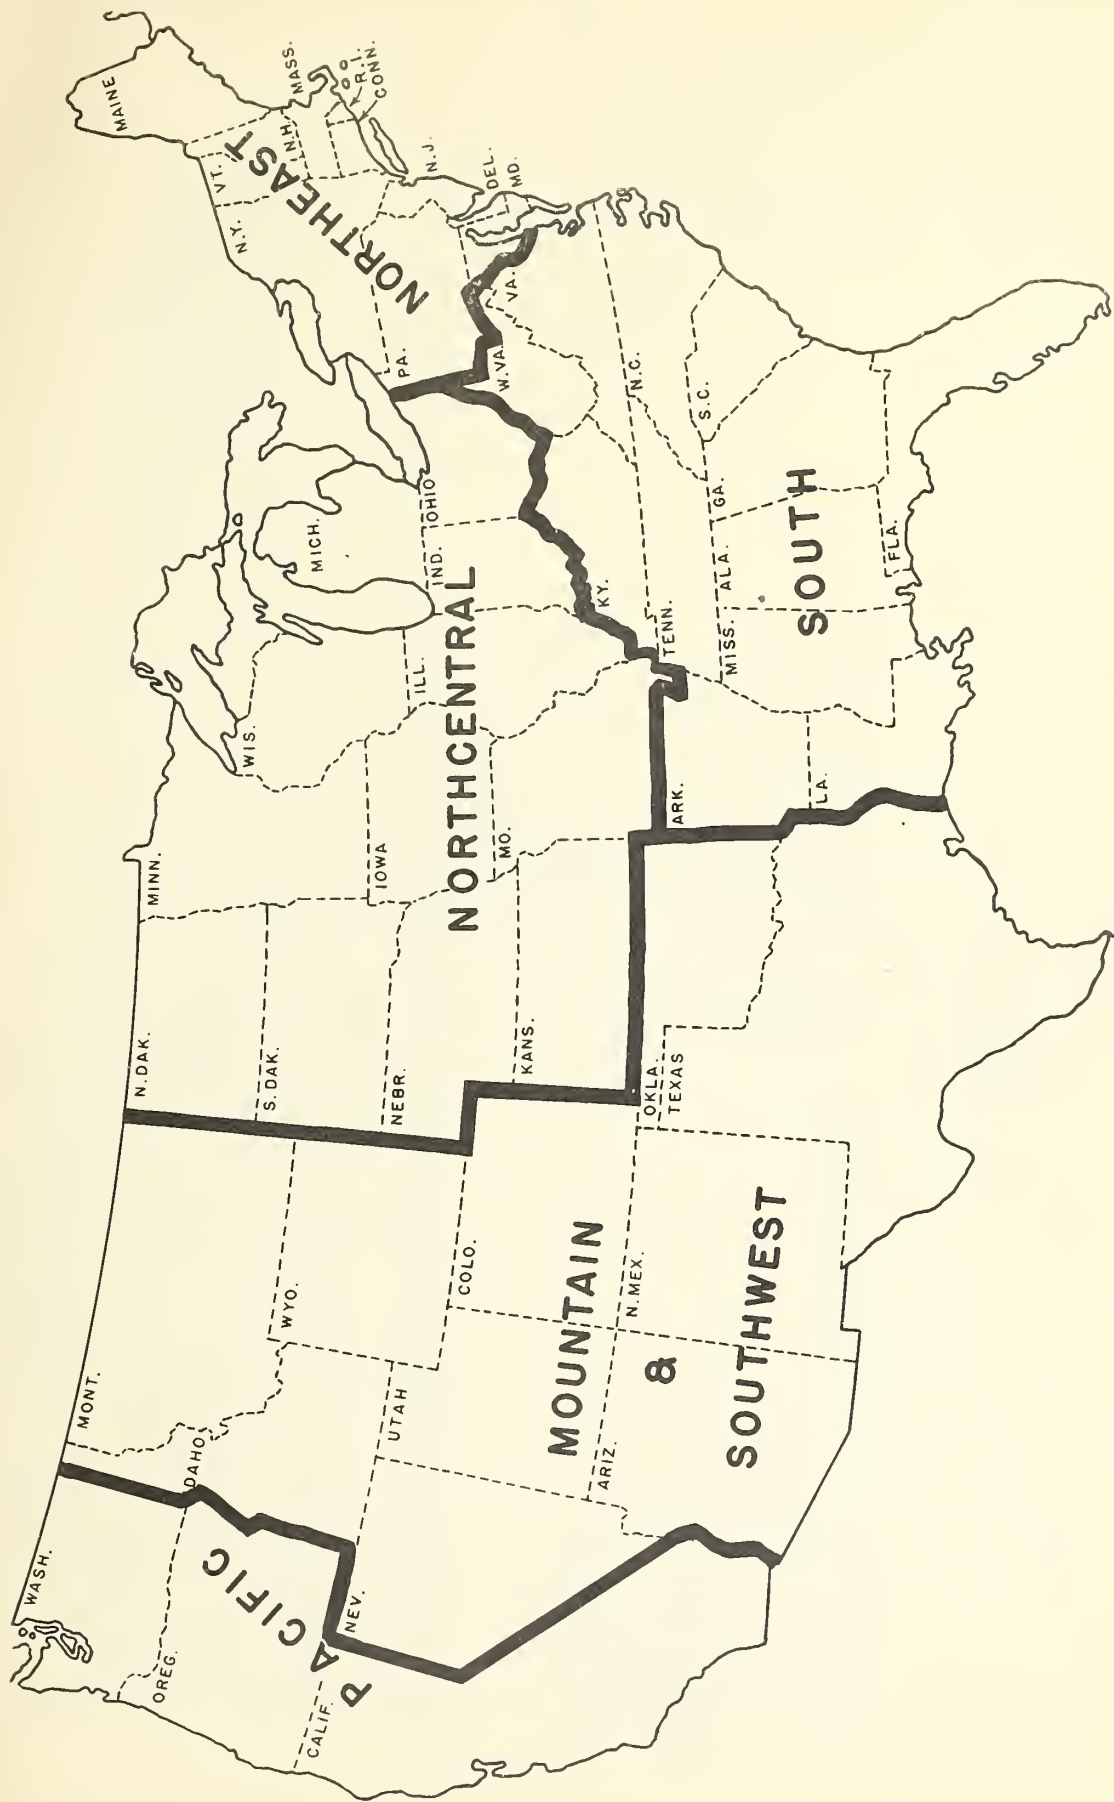 WASH.
OREG.
CALIF.
PACIFIC
NEV.
IDAHO
MONT.
WYO.
UTAH
COLO.
ARIZ.
N. MEX.
MOUNTAIN
&
SOUTHWEST
N. DAK.
S. DAK.
NEBR.
KANS.
OKLA.
TEXAS
MINN.
IOWA
MO.
WIS.
ILL.
MICH.
IND.
OHIO
NORTHCENTRAL
ARK.
LA.
KY.
TENN.
MISS.
ALA.
GA.
FLA.
S.C.
N.C.
VA.
W.VA.
SOUTH
PA.
N.Y.
VT.
N.H.
MAINE
MASS.
R.I.
CONN.
N.J.
DEL.
MD.
NORTHEAST